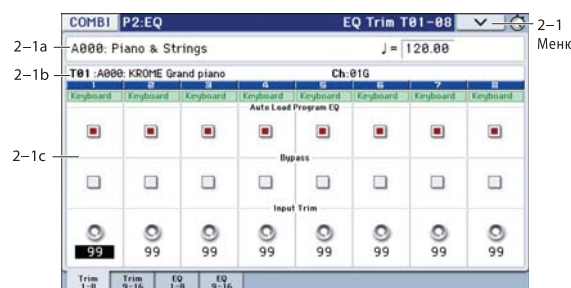 COMBI P2:EQ EQ Trim T01-08
2–1
Меню
2–1a
A000: Piano & Strings ♩= 120.00
2–1b
T01 :A000: KROME Grand piano Ch:01G
1 2 3 4 5 6 7 8
Keyboard Keyboard Keyboard Keyboard Keyboard Keyboard Keyboard Keyboard
Auto Load Program EQ
2–1c
Bypass
Input Trim
99 99 99 99 99 99 99 99
Trim 1-8 Trim 9-16 EQ 1-8 EQ 9-16